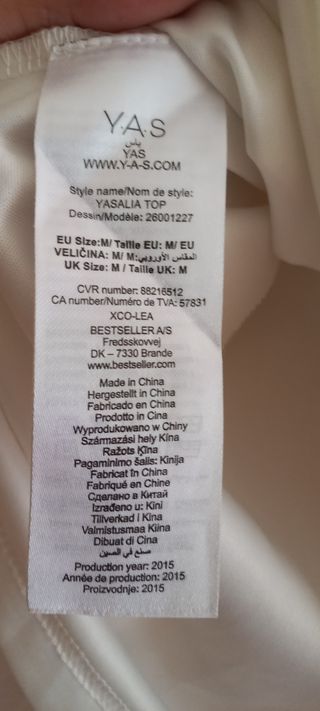 Y.A.S
ياس
YAS
WWW.Y-A-S.COM
Style name/Nom de style:
YASALIA TOP
Dessin/Modèle: 26001227
EU Size:M/ Taille EU: M/ EU
VELIČINA: M/ M:المقاس الأوروبي
UK Size: M / Taille UK: M
CVR number: 88216512
CA number/Numéro de TVA: 57831
XCO-LEA
BESTSELLER A/S
Fredsskovvej
DK – 7330 Brande
www.bestseller.com
Made in China
Hergestellt in China
Fabricado en China
Prodotto in Cina
Wyprodukowano w Chiny
Származási hely Kína
Ražots Ķīna
Pagaminimo šalis: Kinija
Fabricat în China
Fabriqué en Chine
Сделано в Китай
Izrađeno u: Kini
Tillverkad i Kina
Valmistusmaa Kiina
Dibuat di Cina
صنع في الصين
Production year: 2015
Année de production: 2015
Proizvodnje: 2015